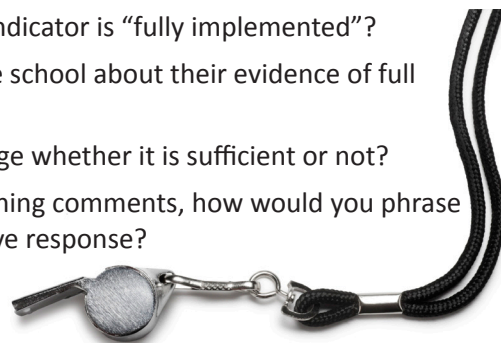 ndicator is “fully implemented”?
e school about their evidence of full
ge whether it is sufficient or not?
ning comments, how would you phrase
ve response?